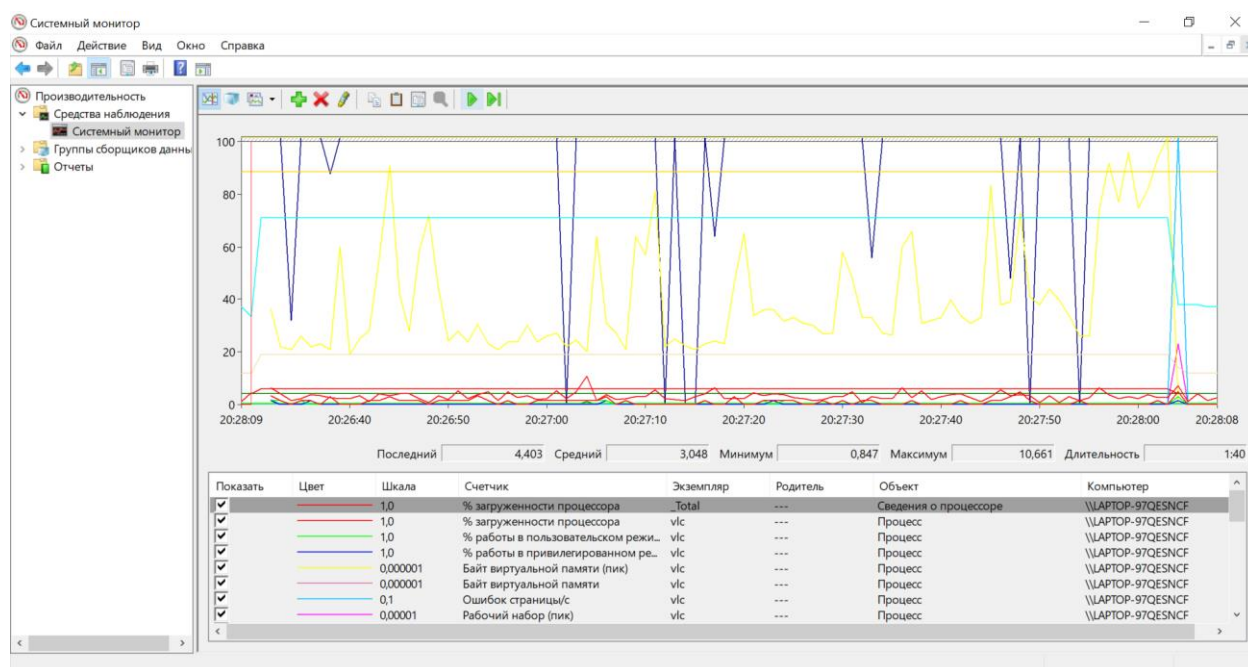 Системный монитор
Файл Действие Вид Окно Справка
Производительность
Средства наблюдения
Системный монитор
Группы сборщиков данны
Отчеты
100
80
60
40
20
0
20:28:09 20:26:40 20:26:50 20:27:00 20:27:10 20:27:20 20:27:30 20:27:40 20:27:50 20:28:00 20:28:08
Последний 4,403 Средний 3,048 Минимум 0,847 Максимум 10,661 Длительность 1:40
Показать Цвет Шкала Счетчик Экземпляр Родитель Объект Компьютер
1,0 % загруженности процессора _Total --- Сведения о процессоре \\LAPTOP-97QESNCF
1,0 % загруженности процессора vlc --- Процесс \\LAPTOP-97QESNCF
1,0 % работы в пользовательском режи... vlc --- Процесс \\LAPTOP-97QESNCF
1,0 % работы в привилегированном ре... vlc --- Процесс \\LAPTOP-97QESNCF
0,000001 Байт виртуальной памяти (пик) vlc --- Процесс \\LAPTOP-97QESNCF
0,000001 Байт виртуальной памяти vlc --- Процесс \\LAPTOP-97QESNCF
0,1 Ошибок страницы/с vlc --- Процесс \\LAPTOP-97QESNCF
0,00001 Рабочий набор (пик) vlc --- Процесс \\LAPTOP-97QESNCF